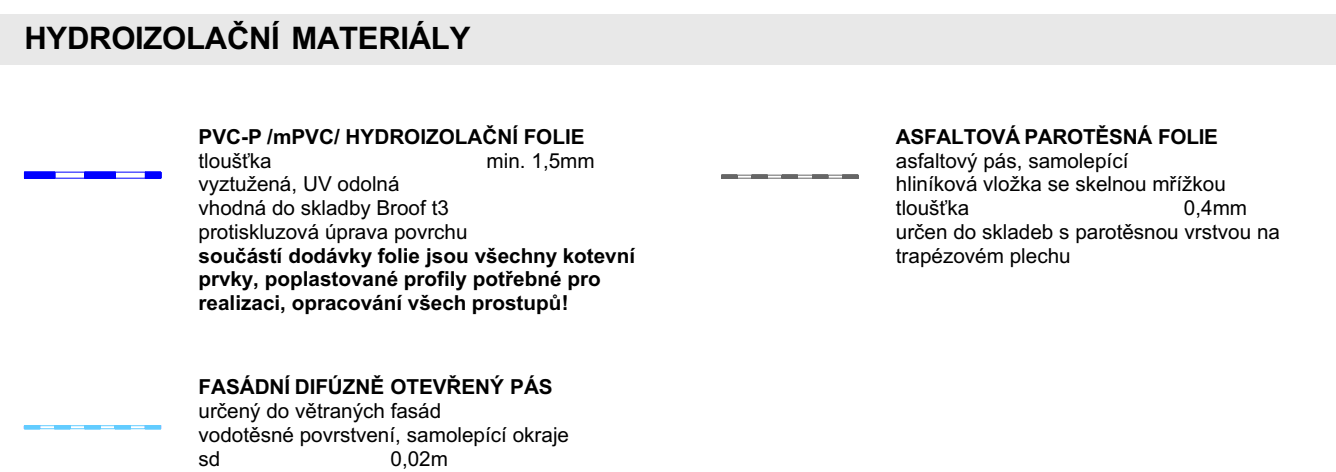 HYDROIZOLAČNÍ MATERIÁLY
PVC-P /mPVC/ HYDROIZOLAČNÍ FOLIE
tloušťka min. 1,5mm
vyztužená, UV odolná
vhodná do skladby Broof t3
protiskluzová úprava povrchu
součástí dodávky folie jsou všechny kotevní
prvky, poplastované profily potřebné pro
realizaci, opracování všech prostupů!
ASFALTOVÁ PAROTĚSNÁ FOLIE
asfaltový pás, samolepící
hliníková vložka se skelnou mřížkou
tloušťka 0,4mm
určen do skladeb s parotěsnou vrstvou na
trapézovém plechu
FASÁDNÍ DIFÚZNĚ OTEVŘENÝ PÁS
určený do větraných fasád
vodotěsné povrstvení, samolepící okraje
sd 0,02m